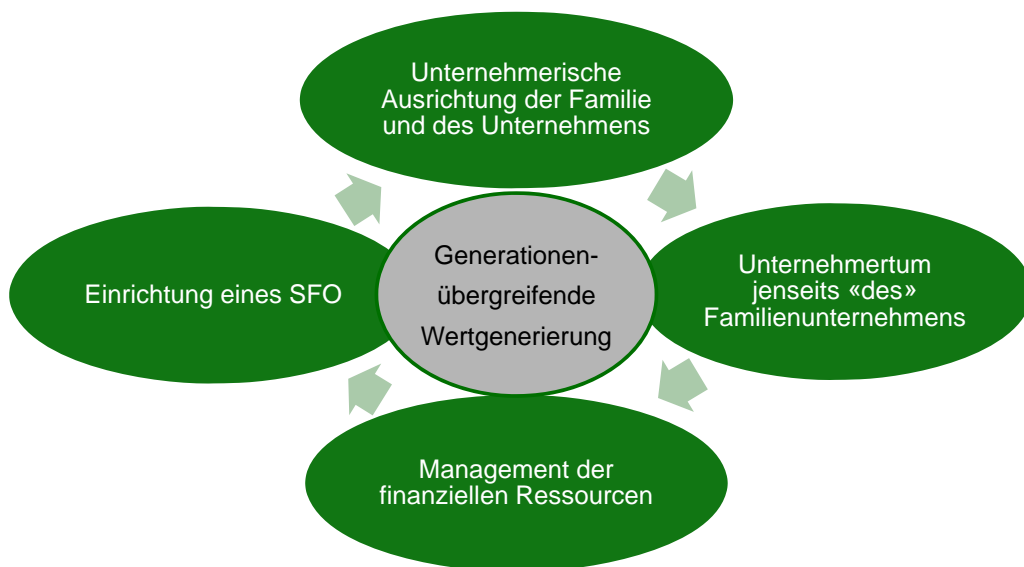 Unternehmerische
Ausrichtung der Familie
und des Unternehmens
Generationen-
übergreifende
Wertgenerierung
Einrichtung eines SFO
Unternehmertum
jenseits «des»
Familienunternehmens
Management der
finanziellen Ressourcen